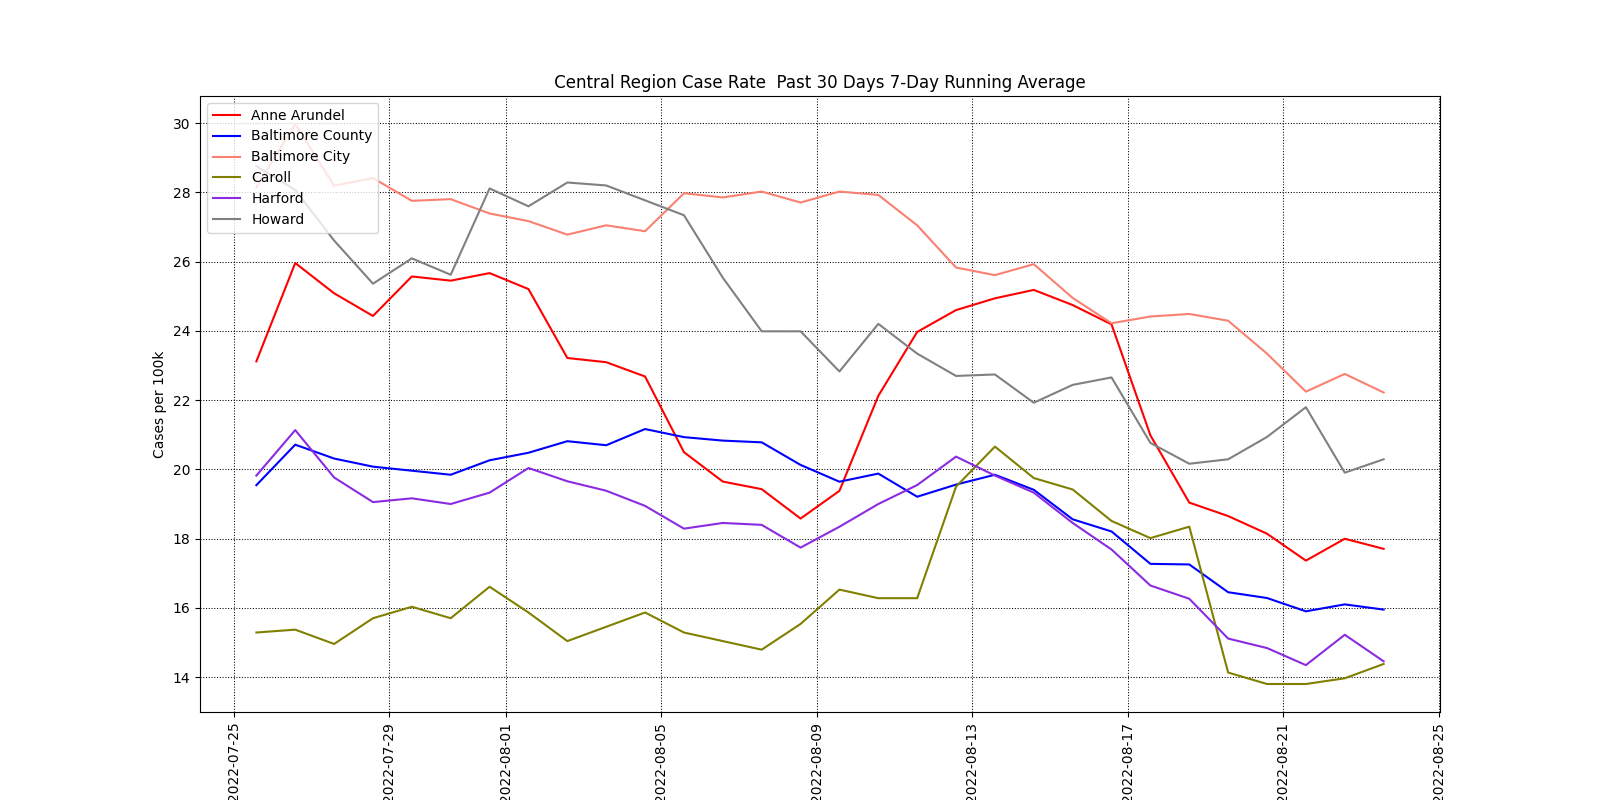 Central Region Case Rate  Past 30 Days 7-Day Running Average
Anne Arundel
Baltimore County
Baltimore City
Caroll
Harford
Howard
Cases per 100k
30
28
26
24
22
20
18
16
14
2022-07-25
2022-07-29
2022-08-01
2022-08-05
2022-08-09
2022-08-13
2022-08-17
2022-08-21
2022-08-25